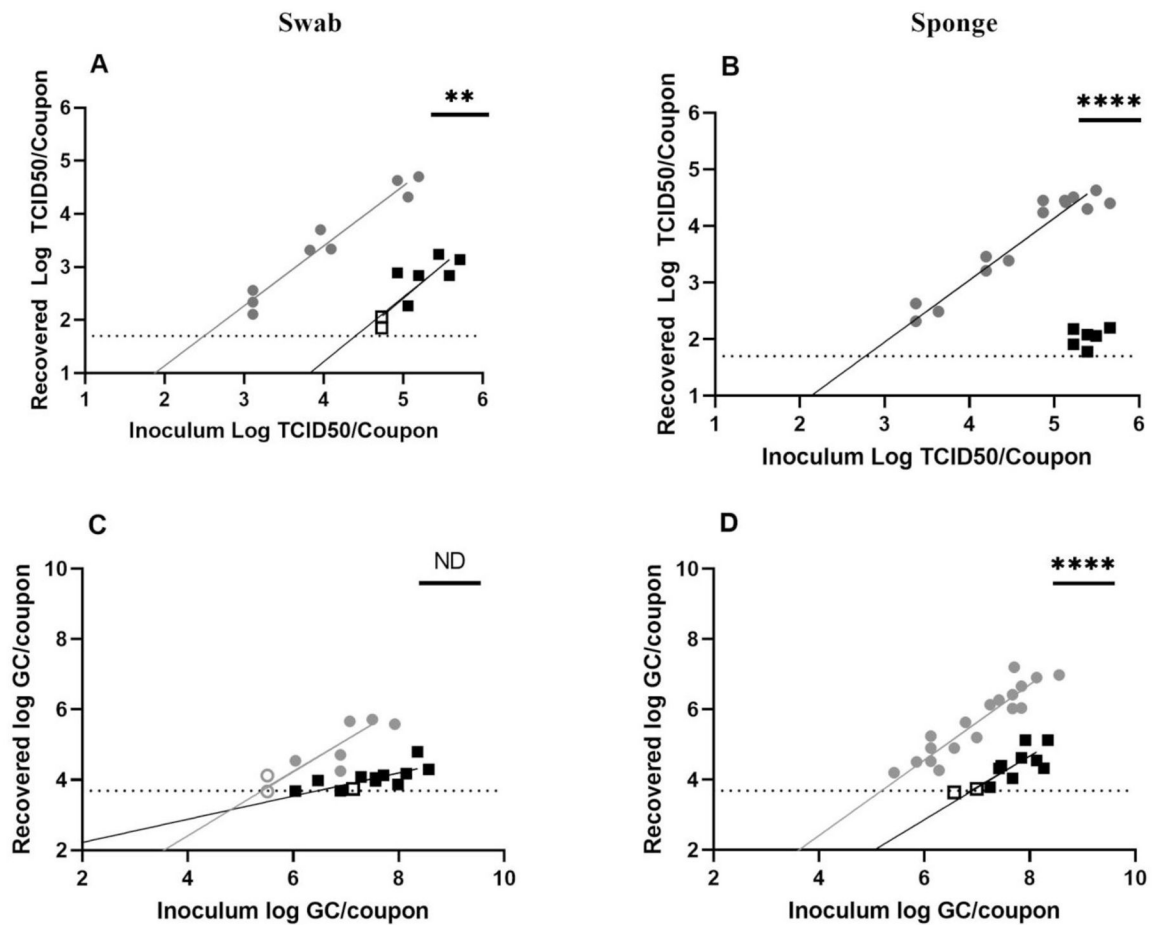 Swab
Sponge
A
**
Recovered Log TCID50/Coupon
6
5
4
3
2
1
1 2 3 4 5 6
Inoculum Log TCID50/Coupon
B
****
Recovered Log TCID50/Coupon
6
5
4
3
2
1
1 2 3 4 5 6
Inoculum Log TCID50/Coupon
C
ND
Recovered log GC/coupon
10
8
6
4
2
2 4 6 8 10
Inoculum log GC/coupon
D
****
Recovered log GC/coupon
10
8
6
4
2
2 4 6 8 10
Inoculum log GC/coupon